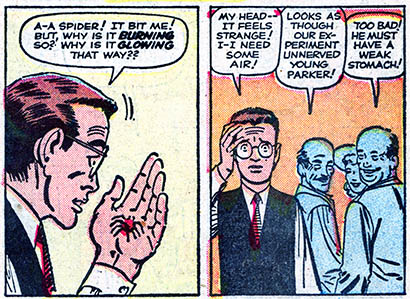 A-A SPIDER! IT BIT ME!
BUT, WHY IS IT BURNING
SO? WHY IS IT GLOWING
THAT WAY??
MY HEAD--
IT FEELS
STRANGE!
I-I NEED
SOME
AIR!
LOOKS AS
THOUGH
OUR EX-
PERIMENT
UNNERVED
YOUNG
PARKER!
TOO BAD!
HE MUST
HAVE A
WEAK
STOMACH!